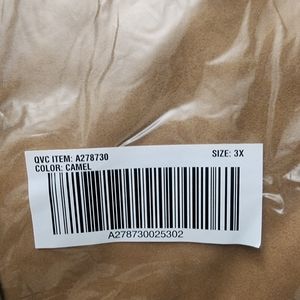 QVC ITEM: A278730 SIZE: 3X
COLOR: CAMEL
A278730025302